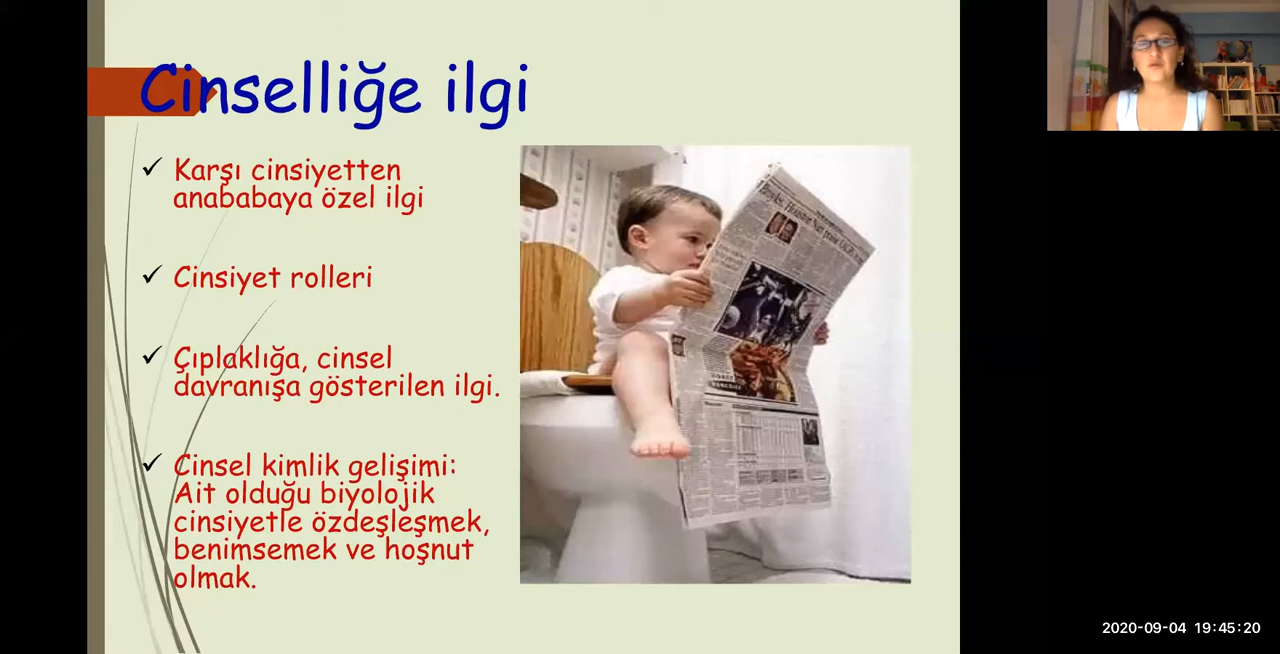 Cinselliğe ilgi
Karşı cinsiyetten
anababaya özel ilgi
Cinsiyet rolleri
Çıplaklığa, cinsel
davranışa gösterilen ilgi.
Cinsel kimlik gelişimi:
Ait olduğu biyolojik
cinsiyetle özdeşleşmek,
benimsemek ve hoşnut
olmak.
2020-09-04 19:45:20